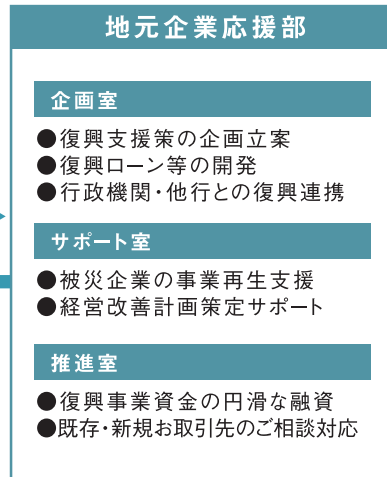 地元企業応援部
企画室
●復興支援策の企画立案
●復興ローン等の開発
●行政機関・他行との復興連携
サポート室
●被災企業の事業再生支援
●経営改善計画策定サポート
推進室
●復興事業資金の円滑な融資
●既存・新規お取引先のご相談対応